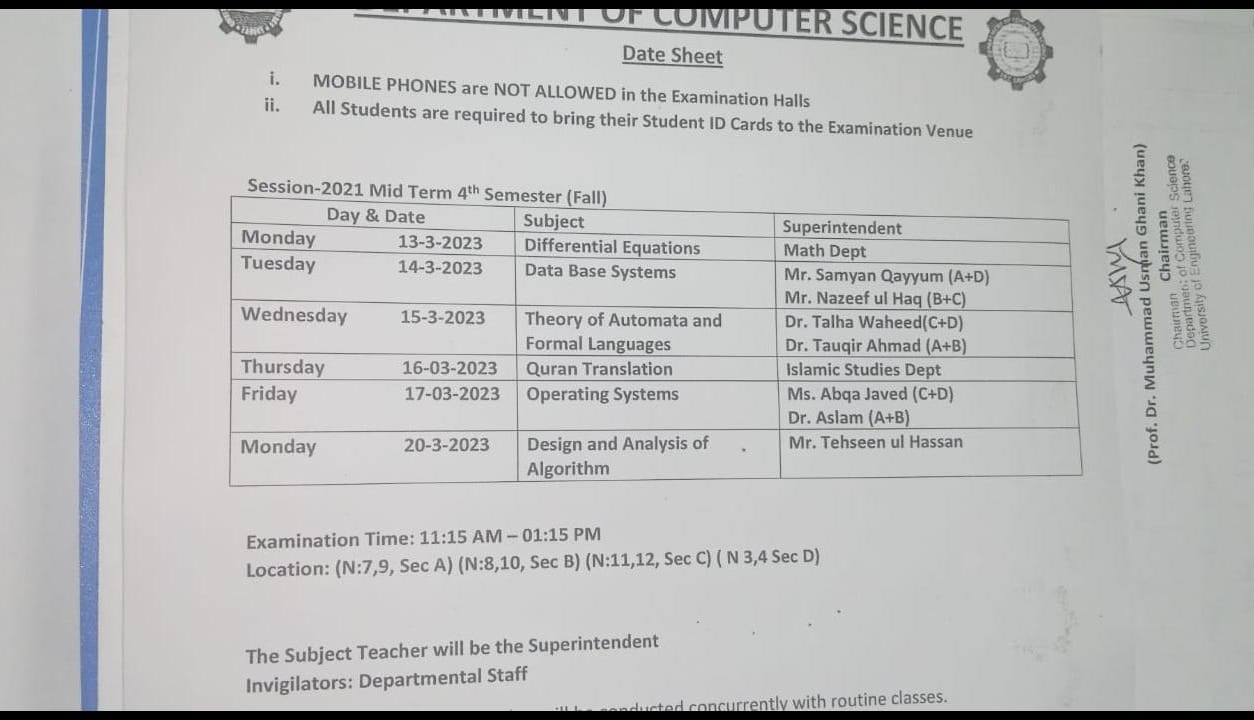 DEPARTMENT OF COMPUTER SCIENCE
Date Sheet
i. MOBILE PHONES are NOT ALLOWED in the Examination Halls
ii. All Students are required to bring their Student ID Cards to the Examination Venue
Session-2021 Mid Term 4th Semester (Fall)
Day & Date Subject Superintendent
Monday 13-3-2023 Differential Equations Math Dept
Tuesday 14-3-2023 Data Base Systems Mr. Samyan Qayyum (A+D)
Mr. Nazeef ul Haq (B+C)
Wednesday 15-3-2023 Theory of Automata and Dr. Talha Waheed(C+D)
Formal Languages Dr. Tauqir Ahmad (A+B)
Thursday 16-03-2023 Quran Translation Islamic Studies Dept
Friday 17-03-2023 Operating Systems Ms. Abqa Javed (C+D)
Dr. Aslam (A+B)
Monday 20-3-2023 Design and Analysis of Mr. Tehseen ul Hassan
Algorithm
Examination Time: 11:15 AM – 01:15 PM
Location: (N:7,9, Sec A) (N:8,10, Sec B) (N:11,12, Sec C) ( N 3,4 Sec D)
The Subject Teacher will be the Superintendent
Invigilators: Departmental Staff
conducted concurrently with routine classes.
(Prof. Dr. Muhammad Usman Ghani Khan)
Chairman
Chairman
Department of Computer Science
University of Engineering Lahore.